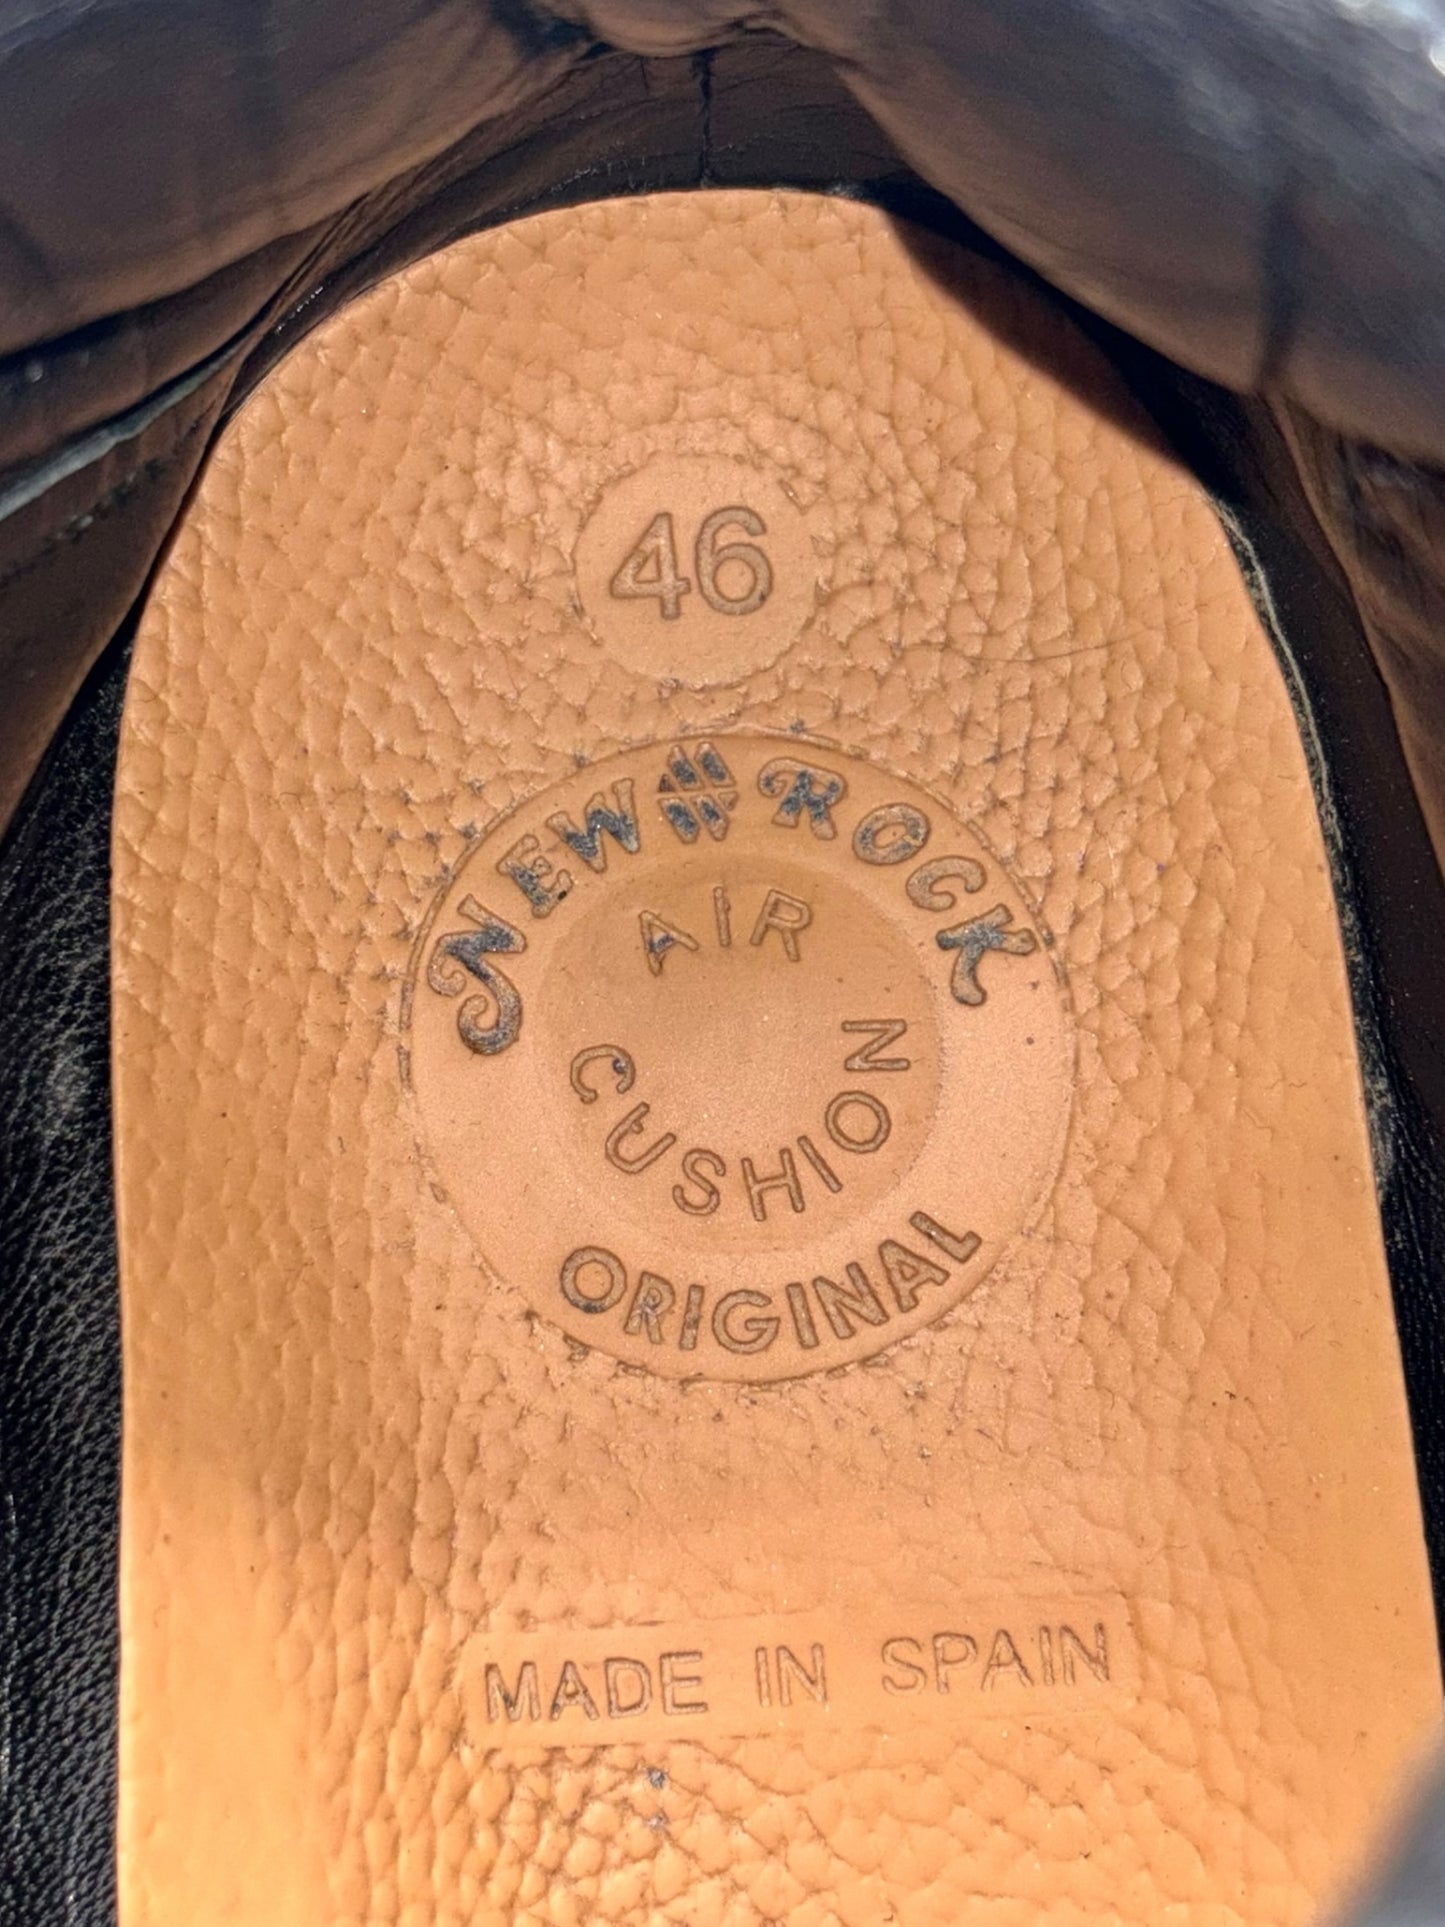 46
NEW ROCK
AIR
CUSHION
ORIGINAL
MADE IN SPAIN